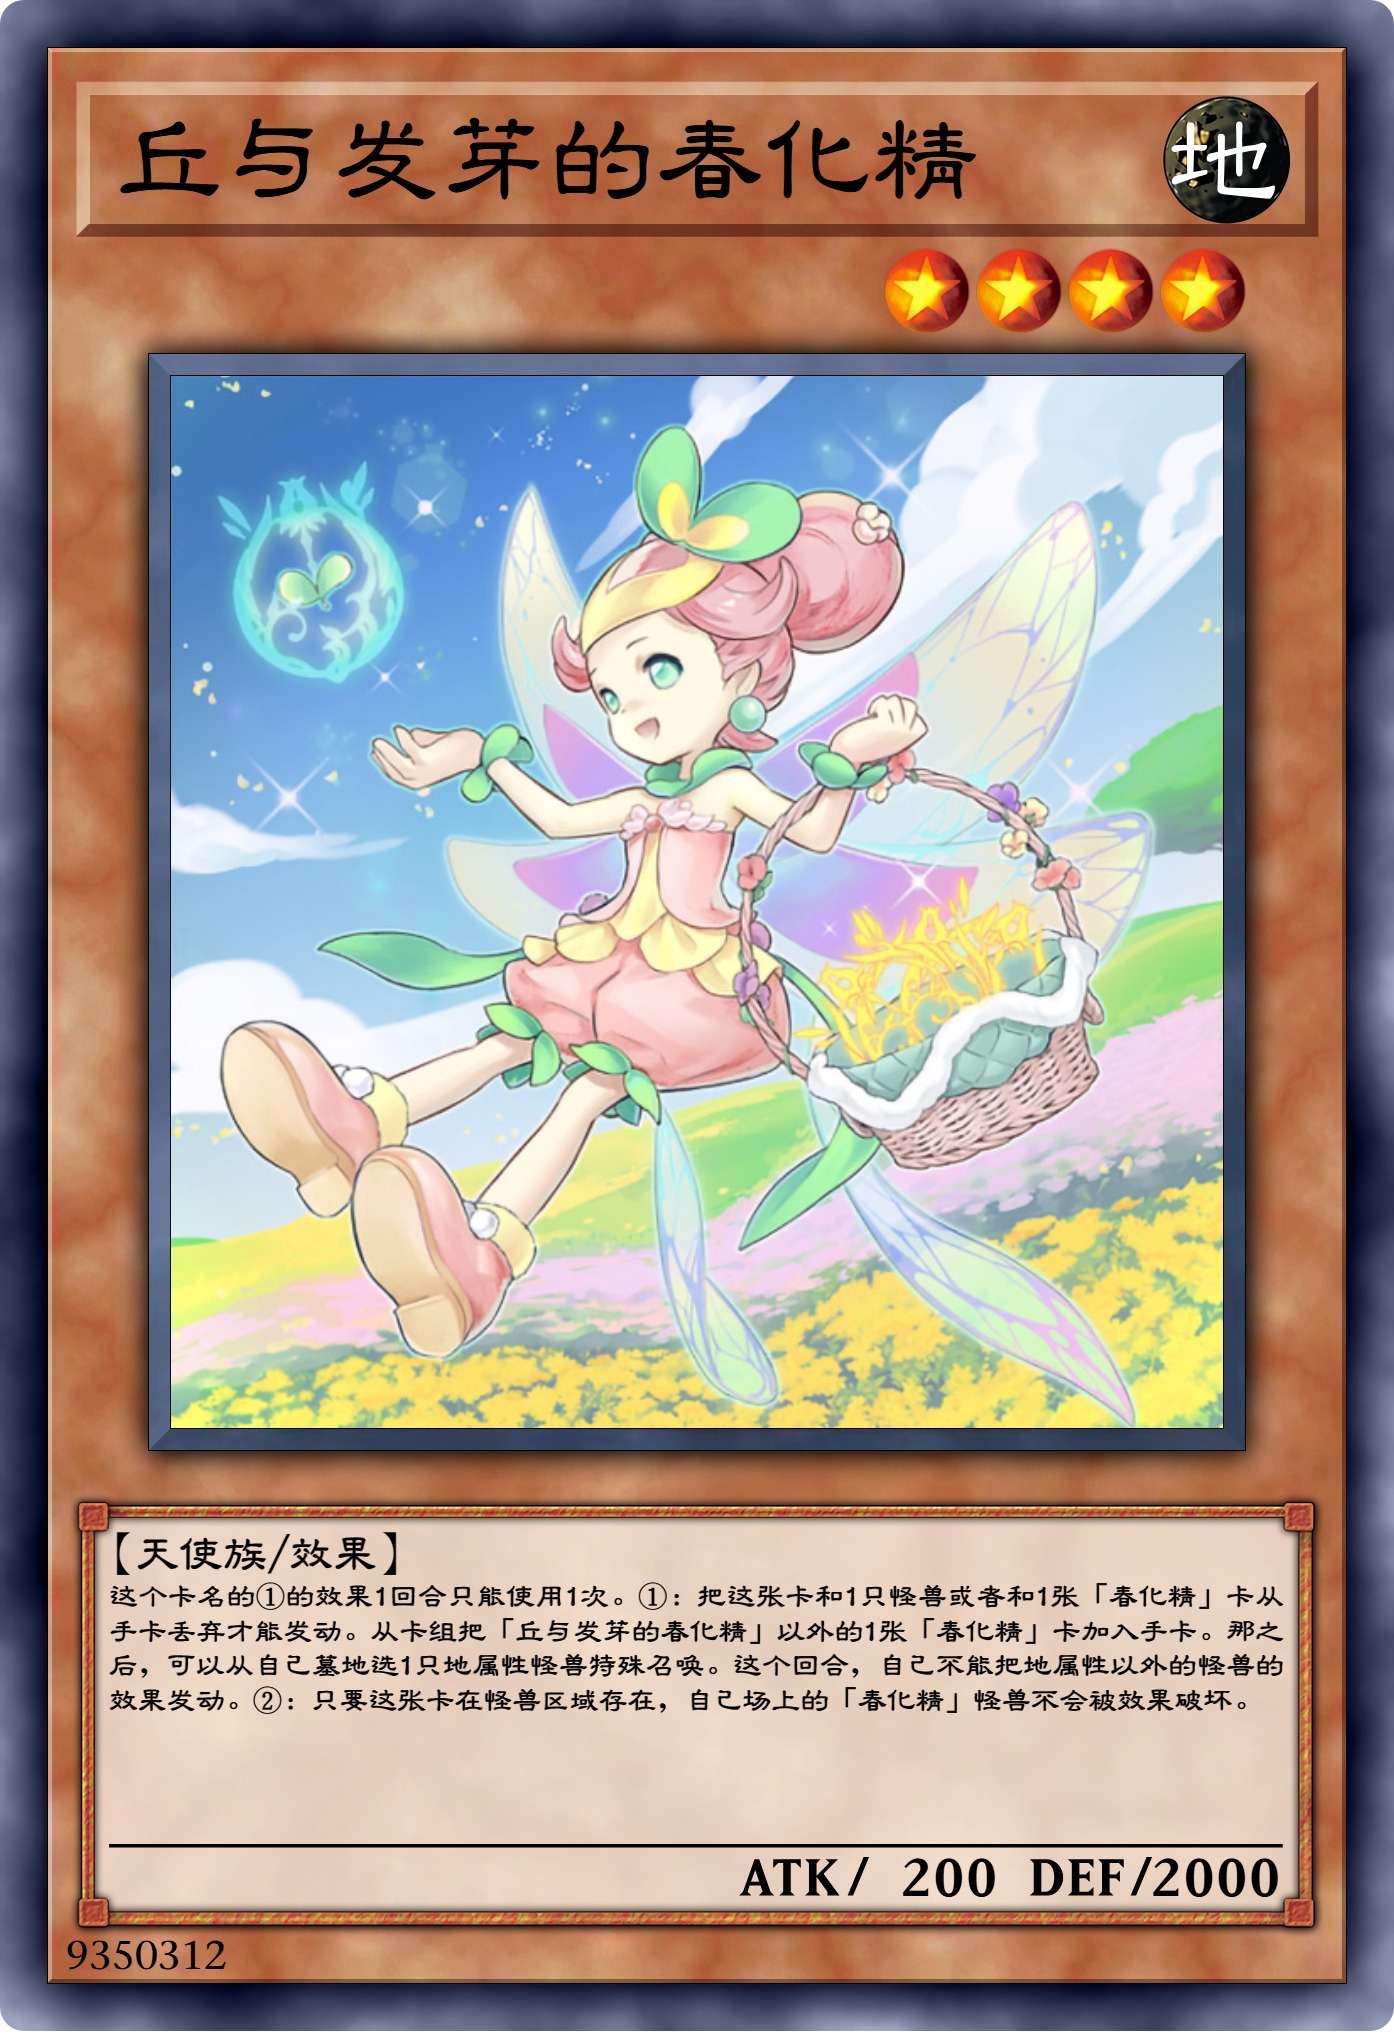 丘与发芽的春化精
地
【天使族/效果】
这个卡名的①的效果1回合只能使用1次。①：把这张卡和1只怪兽或者和1张「春化精」卡从
手卡丢弃才能发动。从卡组把「丘与发芽的春化精」以外的1张「春化精」卡加入手卡。那之
后，可以从自己墓地选1只地属性怪兽特殊召唤。这个回合，自己不能把地属性以外的怪兽的
效果发动。②：只要这张卡在怪兽区域存在，自己场上的「春化精」怪兽不会被效果破坏。
ATK/ 200 DEF/2000
9350312